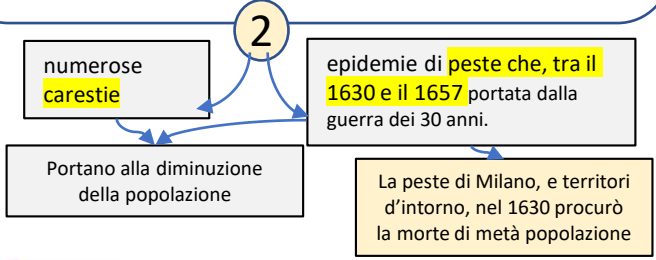 2
numerose
carestie
epidemie di peste che, tra il
1630 e il 1657 portata dalla
guerra dei 30 anni.
Portano alla diminuzione
della popolazione
La peste di Milano, e territori
d'intorno, nel 1630 procurò
la morte di metà popolazione